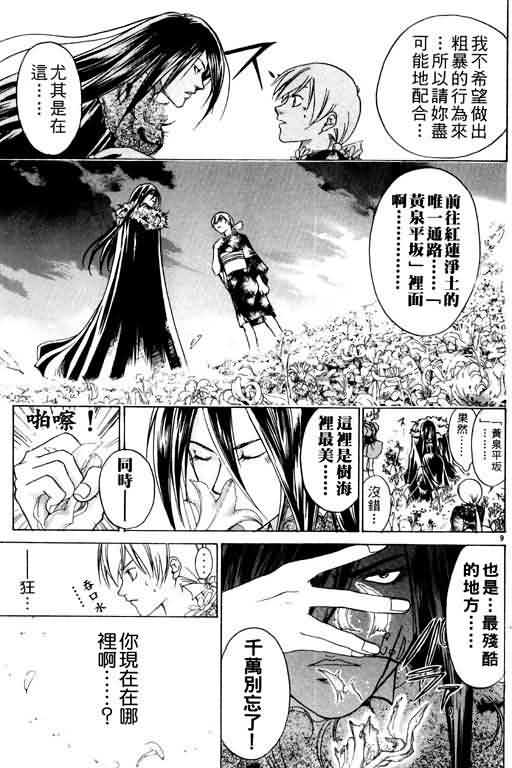 我不希望做出
粗暴的行為來
…所以請妳盡
可能地配合…
尤其是在
這……
前往紅蓮淨土的
唯一通路……「
黃泉平坂」裡面
啊……………
「黃泉平坂」
果然…
沒錯…
這裡是樹海
裡最美…
同時—
啪嚓！
9
也是…最殘酷
的地方……
千萬別忘了！
……
吞口水
—狂…
你現在在哪
裡啊……？